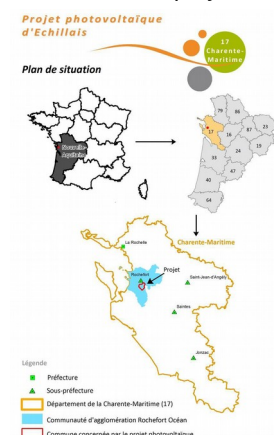 Projet photovoltaïque
d'Echillais
17
Charente-
Maritime
Plan de situation
Nouvelle-
Aquitaine
79
86
17
16
87
23
19
24
33
47
40
64
Charente-Maritime
La Rochelle
Projet
Rochefort
Saint-Jean-d'Angély
Saintes
Jonzac
Légende
Préfecture
Sous-préfecture
Département de la Charente-Maritime (17)
Communauté d'agglomération Rochefort Océan
Commune concernée par le projet photovoltaïque